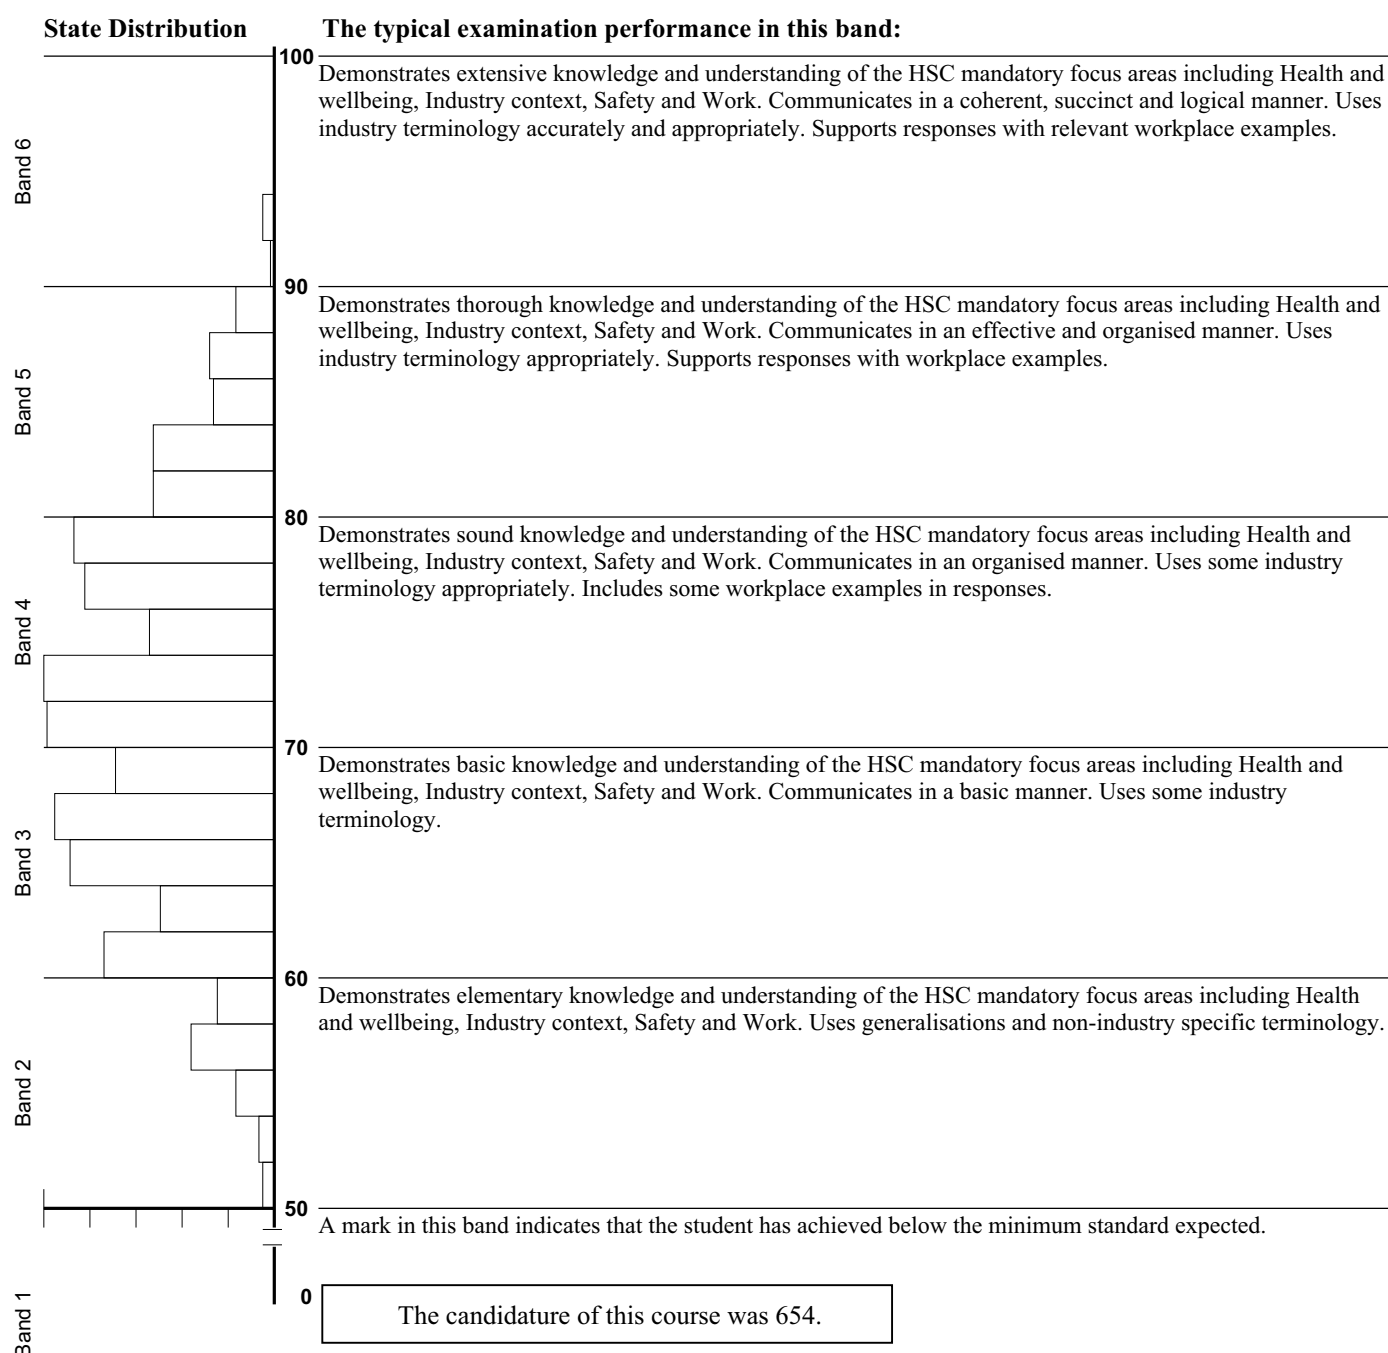 State Distribution
The typical examination performance in this band:
100
Demonstrates extensive knowledge and understanding of the HSC mandatory focus areas including Health and
wellbeing, Industry context, Safety and Work. Communicates in a coherent, succinct and logical manner. Uses
industry terminology accurately and appropriately. Supports responses with relevant workplace examples.
Band 6
90
Demonstrates thorough knowledge and understanding of the HSC mandatory focus areas including Health and
wellbeing, Industry context, Safety and Work. Communicates in an effective and organised manner. Uses
industry terminology appropriately. Supports responses with workplace examples.
Band 5
80
Demonstrates sound knowledge and understanding of the HSC mandatory focus areas including Health and
wellbeing, Industry context, Safety and Work. Communicates in an organised manner. Uses some industry
terminology appropriately. Includes some workplace examples in responses.
Band 4
70
Demonstrates basic knowledge and understanding of the HSC mandatory focus areas including Health and
wellbeing, Industry context, Safety and Work. Communicates in a basic manner. Uses some industry
terminology.
Band 3
60
Demonstrates elementary knowledge and understanding of the HSC mandatory focus areas including Health
and wellbeing, Industry context, Safety and Work. Uses generalisations and non-industry specific terminology.
Band 2
50
A mark in this band indicates that the student has achieved below the minimum standard expected.
0
Band 1
The candidature of this course was 654.